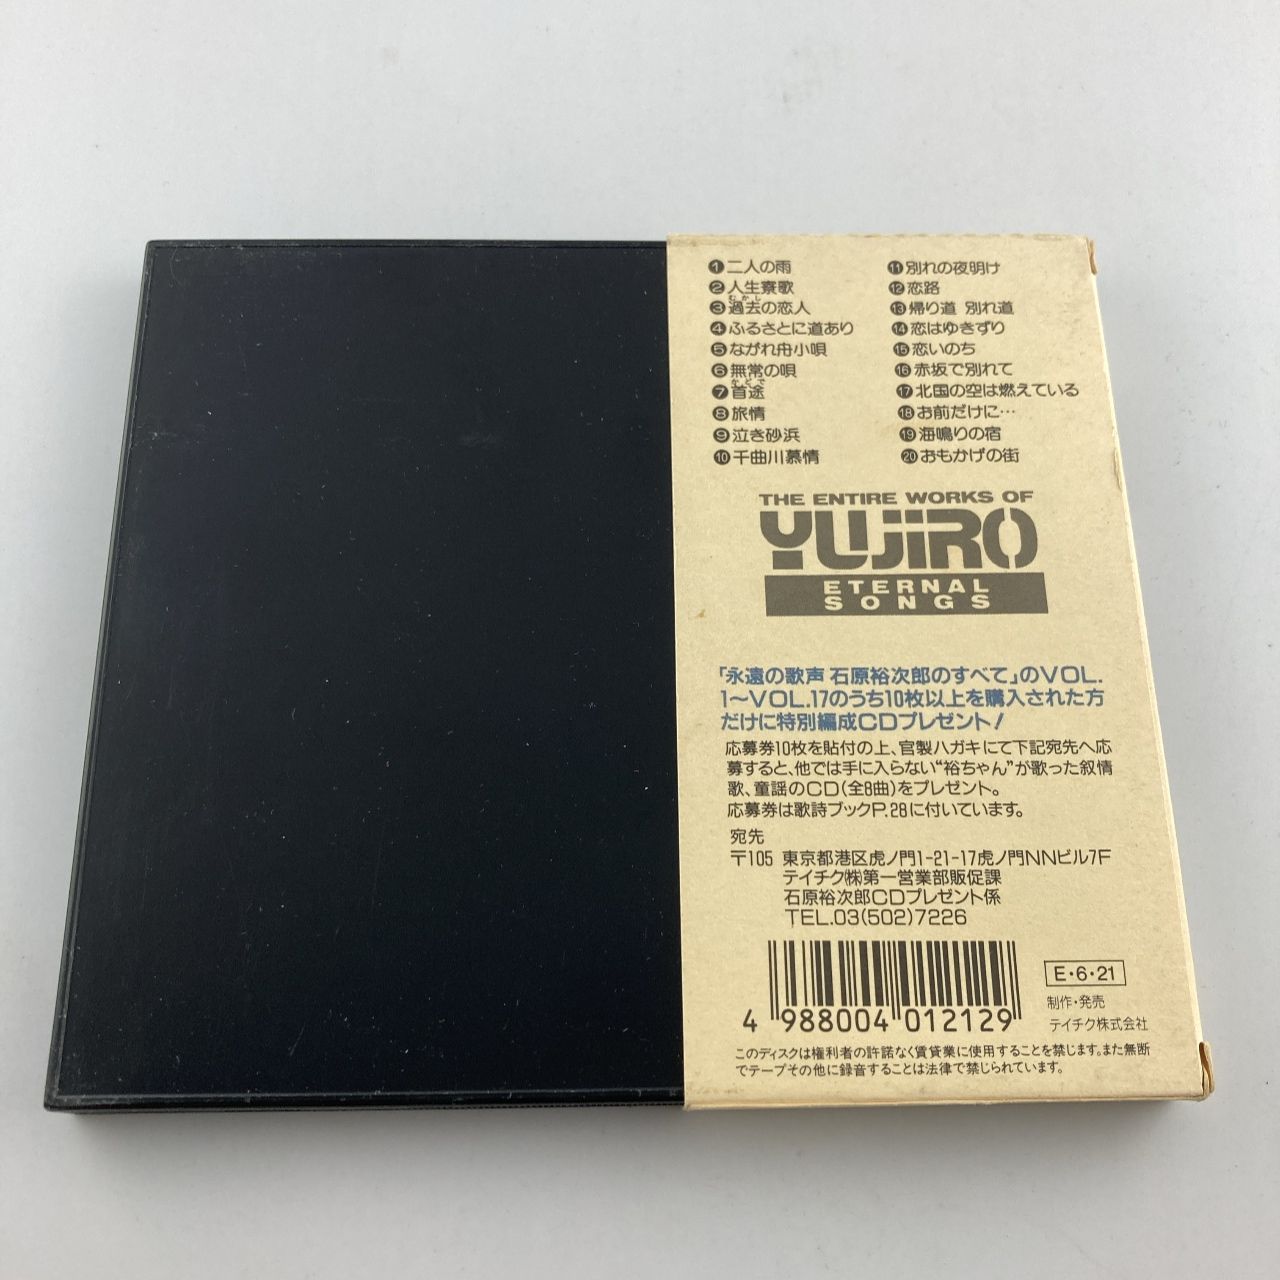 ❶二人の雨
❷人生寮歌
むかし
❸過去の恋人
❹ふるさとに道あり
❺ながれ舟小唄
❻無常の唄
かどで
❼首途
❽旅情
❾泣き砂浜
❿千曲川慕情
⓫別れの夜明け
⓬恋路
⓭帰り道 別れ道
⓮恋はゆきずり
⓯恋いのち
⓰赤坂で別れて
⓱北国の空は燃えている
⓲お前だけに…
⓳海鳴りの宿
⓴おもかげの街
THE ENTIRE WORKS OF
YUJIRO
ETERNAL
SONGS
「永遠の歌声 石原裕次郎のすべて」のVOL.
1〜VOL.17のうち10枚以上を購入された方
だけに特別編成CDプレゼント!
応募券10枚を貼付の上、官製ハガキにて下記宛先へ応
募すると、他では手に入らない“裕ちゃん”が歌った叙情
歌、童謡のCD(全8曲)をプレゼント。
応募券は歌詩ブックP.28に付いています。
宛先
〒105 東京都港区虎ノ門1-21-17虎ノ門NNビル7F
テイチク㈱第一営業部販促課
石原裕次郎CDプレゼント係
TEL.03(502)7226
4 988004 012129
E・6・21
制作・発売
テイチク株式会社
このディスクは権利者の許諾なく賃貸業に使用することを禁じます。また無断
でテープその他に録音することは法律で禁じられています。